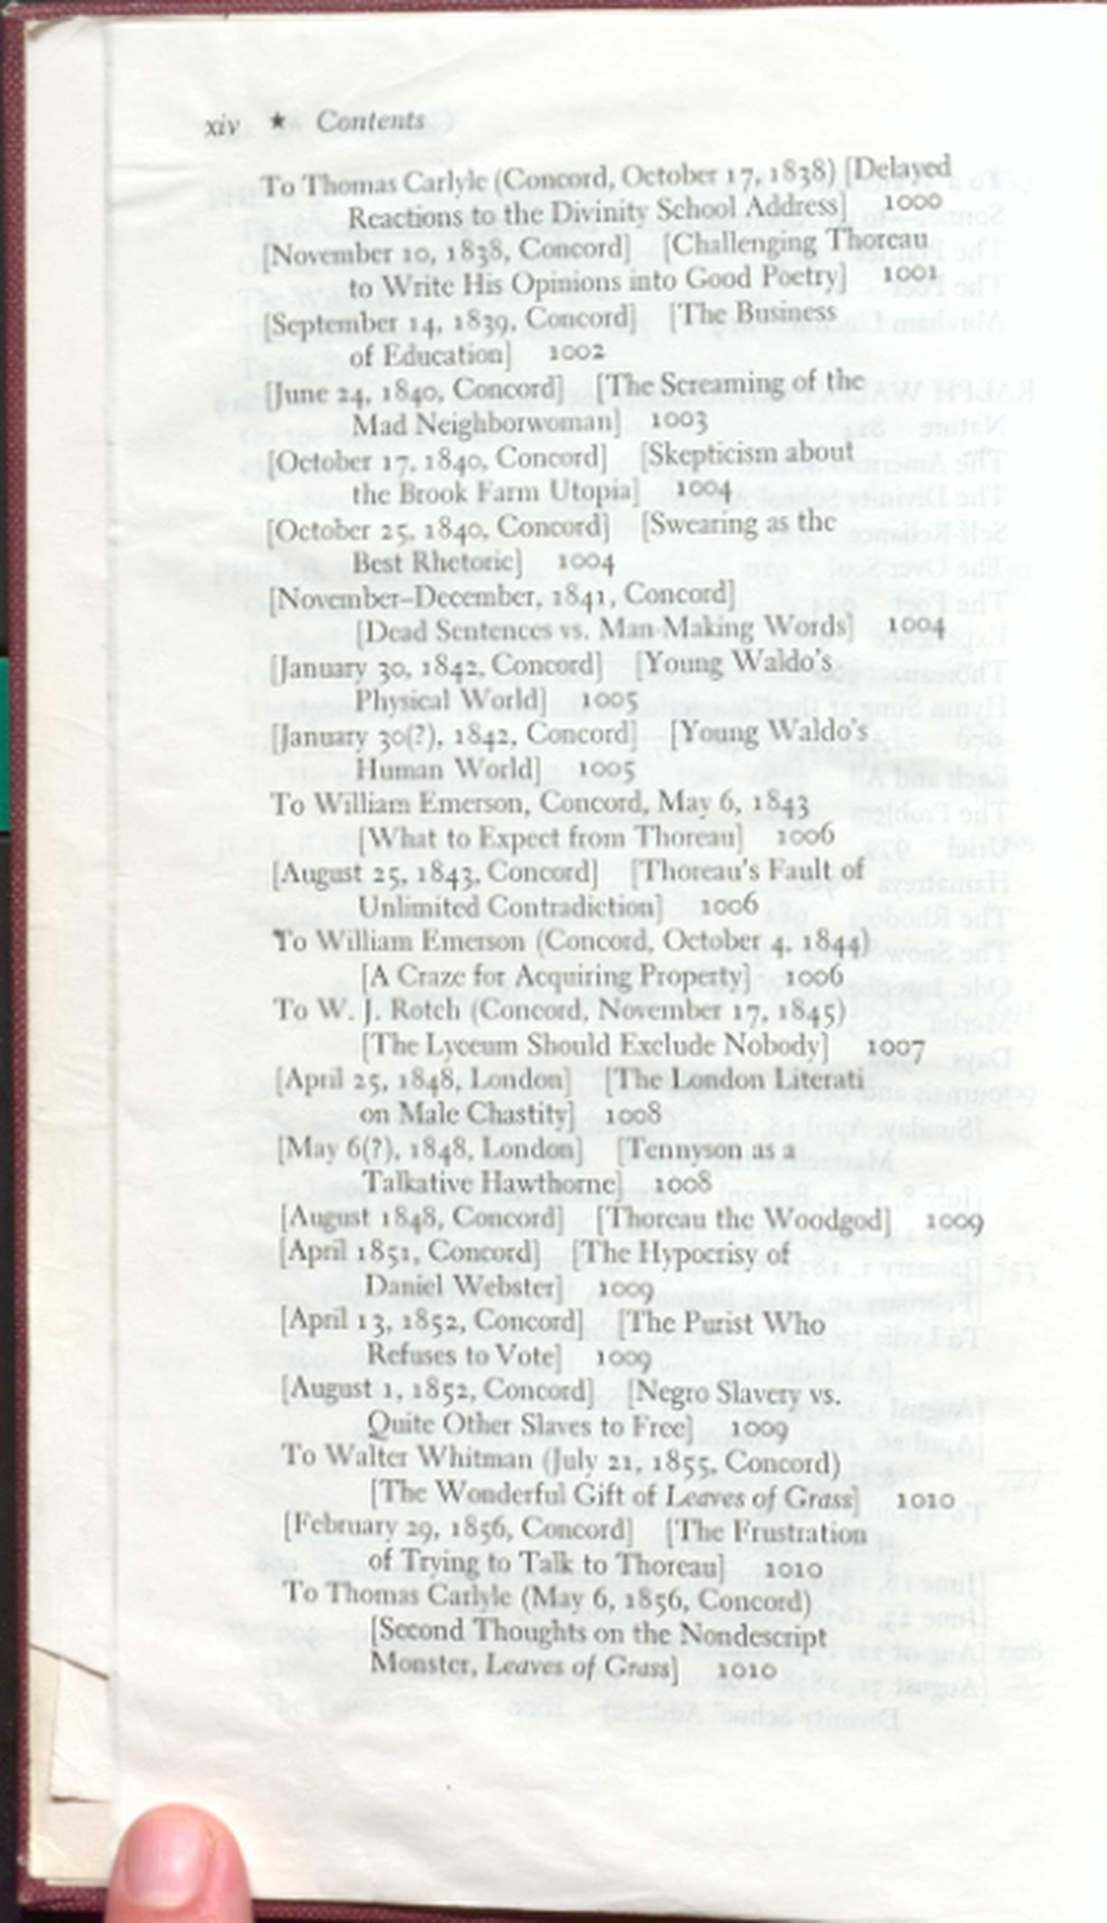 xiv ★ Contents
To Thomas Carlyle (Concord, October 17, 1838) [Delayed
Reactions to the Divinity School Address] 1000
[November 10, 1838, Concord] [Challenging Thoreau
to Write His Opinions into Good Poetry] 1001
[September 14, 1839, Concord] [The Business
of Education] 1002
[June 24, 1840, Concord] [The Screaming of the
Mad Neighborwoman] 1003
[October 17, 1840, Concord] [Skepticism about
the Brook Farm Utopia] 1004
[October 25, 1840, Concord] [Swearing as the
Best Rhetoric] 1004
[November–December, 1841, Concord]
[Dead Sentences vs. Man-Making Words] 1004
[January 30, 1842, Concord] [Young Waldo's
Physical World] 1005
[January 30(?), 1842, Concord] [Young Waldo's
Human World] 1005
To William Emerson, Concord, May 6, 1843
[What to Expect from Thoreau] 1006
[August 25, 1843, Concord] [Thoreau's Fault of
Unlimited Contradiction] 1006
To William Emerson (Concord, October 4, 1844)
[A Craze for Acquiring Property] 1006
To W. J. Rotch (Concord, November 17, 1845)
[The Lyceum Should Exclude Nobody] 1007
[April 25, 1848, London] [The London Literati
on Male Chastity] 1008
[May 6(?), 1848, London] [Tennyson as a
Talkative Hawthorne] 1008
[August 1848, Concord] [Thoreau the Woodgod] 1009
[April 1851, Concord] [The Hypocrisy of
Daniel Webster] 1009
[April 13, 1852, Concord] [The Purist Who
Refuses to Vote] 1009
[August 1, 1852, Concord] [Negro Slavery vs.
Quite Other Slaves to Free] 1009
To Walter Whitman (July 21, 1855, Concord)
[The Wonderful Gift of Leaves of Grass] 1010
[February 29, 1856, Concord] [The Frustration
of Trying to Talk to Thoreau] 1010
To Thomas Carlyle (May 6, 1856, Concord)
[Second Thoughts on the Nondescript
Monster, Leaves of Grass] 1010